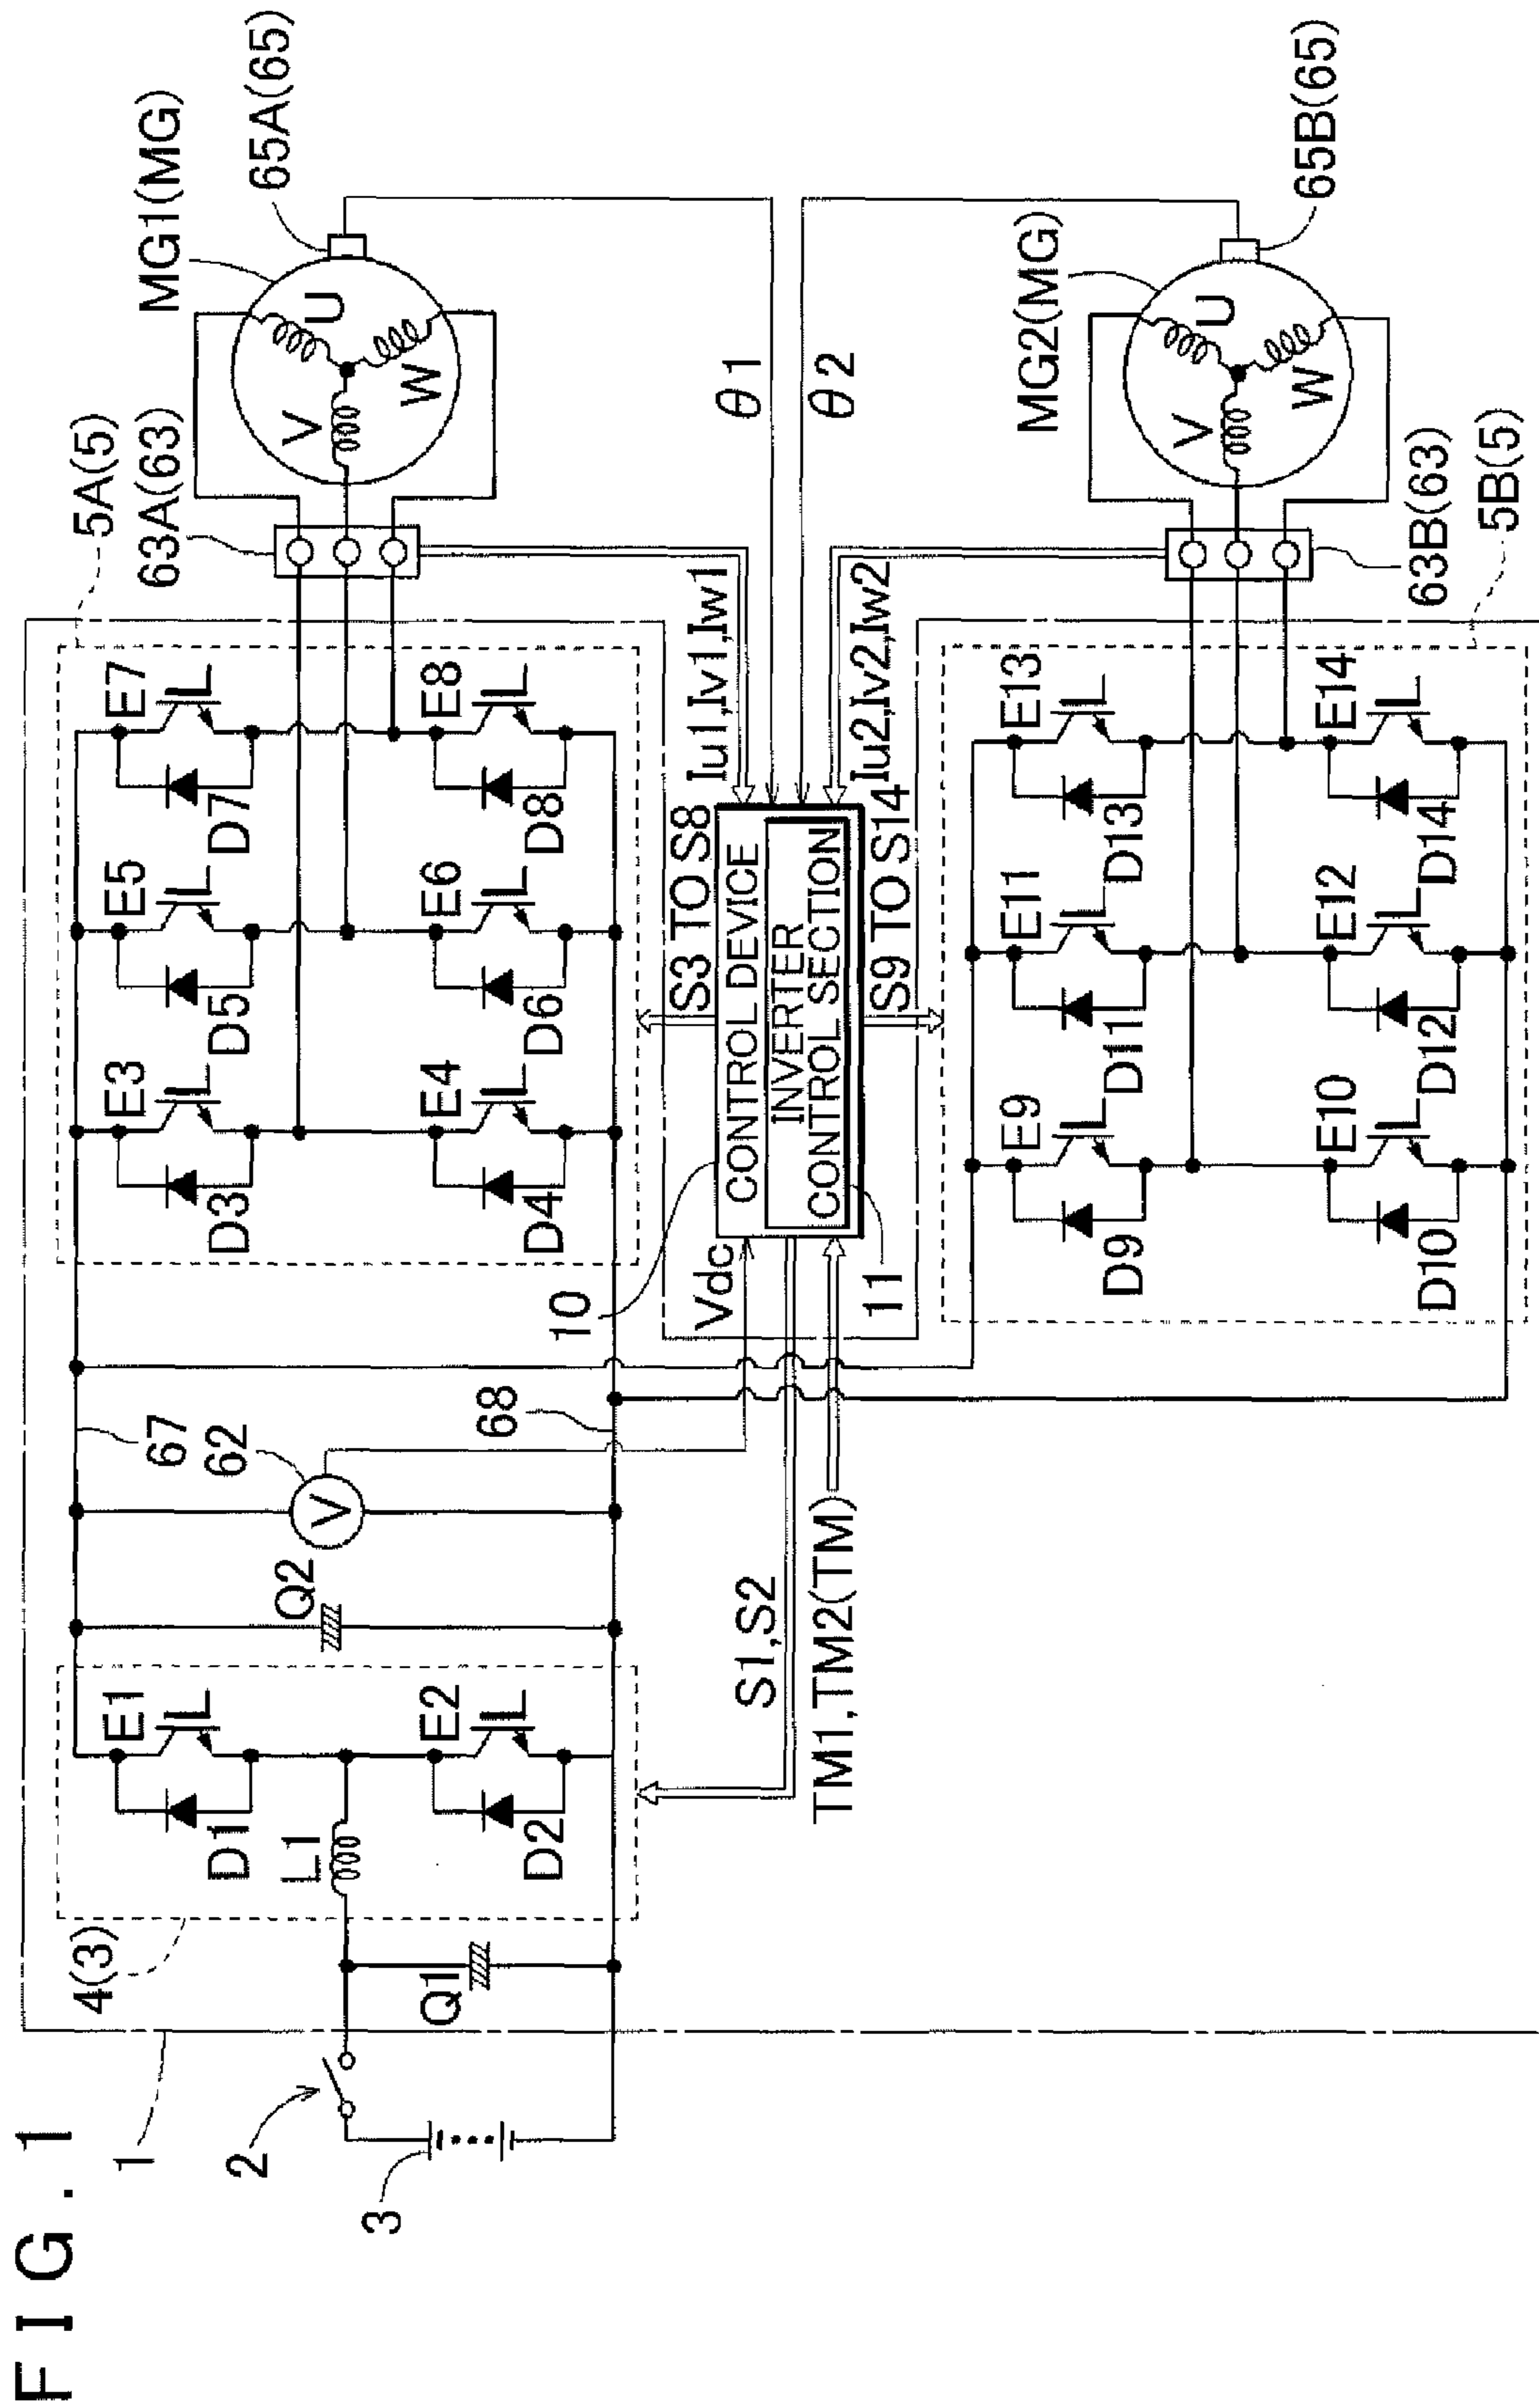 FIG. 1
1
2
3
4(3)
Q1
L1
D1
E1
D2
E2
Q2
62
67
V
68
S1,S2
TM1,TM2(TM)
Vdc
10
11
CONTROL DEVICE
INVERTER
CONTROL SECTION
S3 TO S8
S9 TO S14
D3
E3
D4
E4
D5
E5
D6
E6
D7
E7
D8
E8
5A(5)
63A(63)
MG1(MG)
65A(65)
U
V
W
Iu1,Iv1,Iw1
θ1
θ2
Iu2,Iv2,Iw2
D9
E9
D10
E10
D11
E11
D12
E12
D13
E13
D14
E14
MG2(MG)
U
V
W
65B(65)
63B(63)
5B(5)